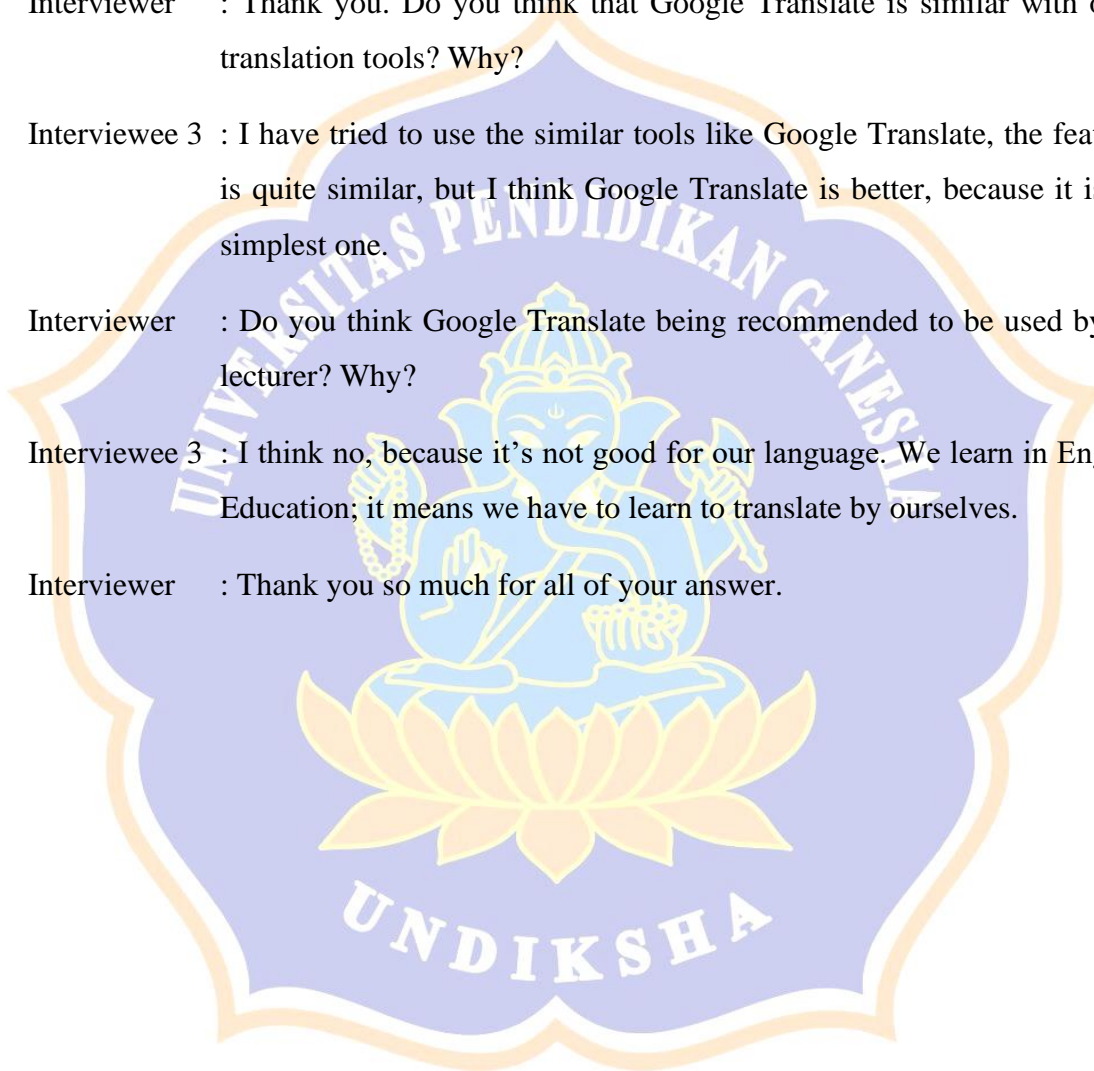 Interviewer : Thank you. Do you think that Google Translate is similar with
translation tools? Why?
Interviewee 3 : I have tried to use the similar tools like Google Translate, the
is quite similar, but I think Google Translate is better, because it
simplest one.
Interviewer : Do you think Google Translate being recommended to be used
lecturer? Why?
Interviewee 3 : I think no, because it's not good for our language. We learn in
Education; it means we have to learn to translate by ourselves.
Interviewer : Thank you so much for all of your answer.
UNIVERSITAS PENDIDIKAN GANESHA
UNDIKSHA